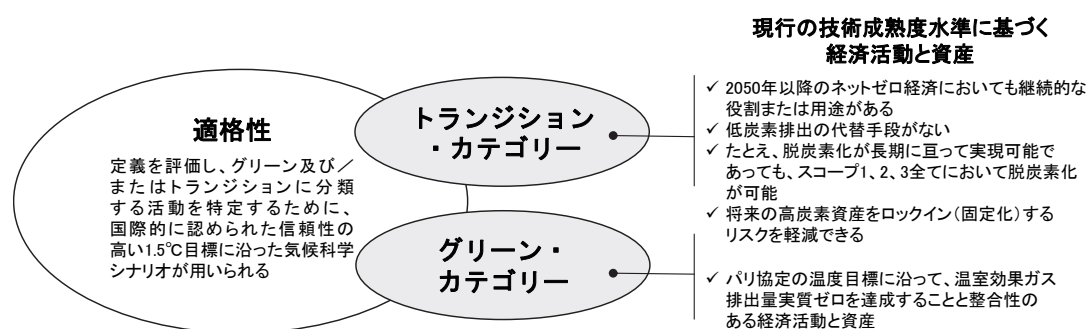 現行の技術成熟度水準に基づく
経済活動と資産
適格性
定義を評価し、グリーン及び／
またはトランジションに分類
する活動を特定するために、
国際的に認められた信頼性の
高い1.5℃目標に沿った気候科学
シナリオが用いられる
トランジション
・カテゴリー
グリーン・
カテゴリー
✓ 2050年以降のネットゼロ経済においても継続的な
役割または用途がある
✓ 低炭素排出の代替手段がない
✓ たとえ、脱炭素化が長期に亘って実現可能で
あっても、スコープ1、2、3全てにおいて脱炭素化
が可能
✓ 将来の高炭素資産をロックイン（固定化）する
リスクを軽減できる
✓ パリ協定の温度目標に沿って、温室効果ガス
排出量実質ゼロを達成することと整合性の
ある経済活動と資産